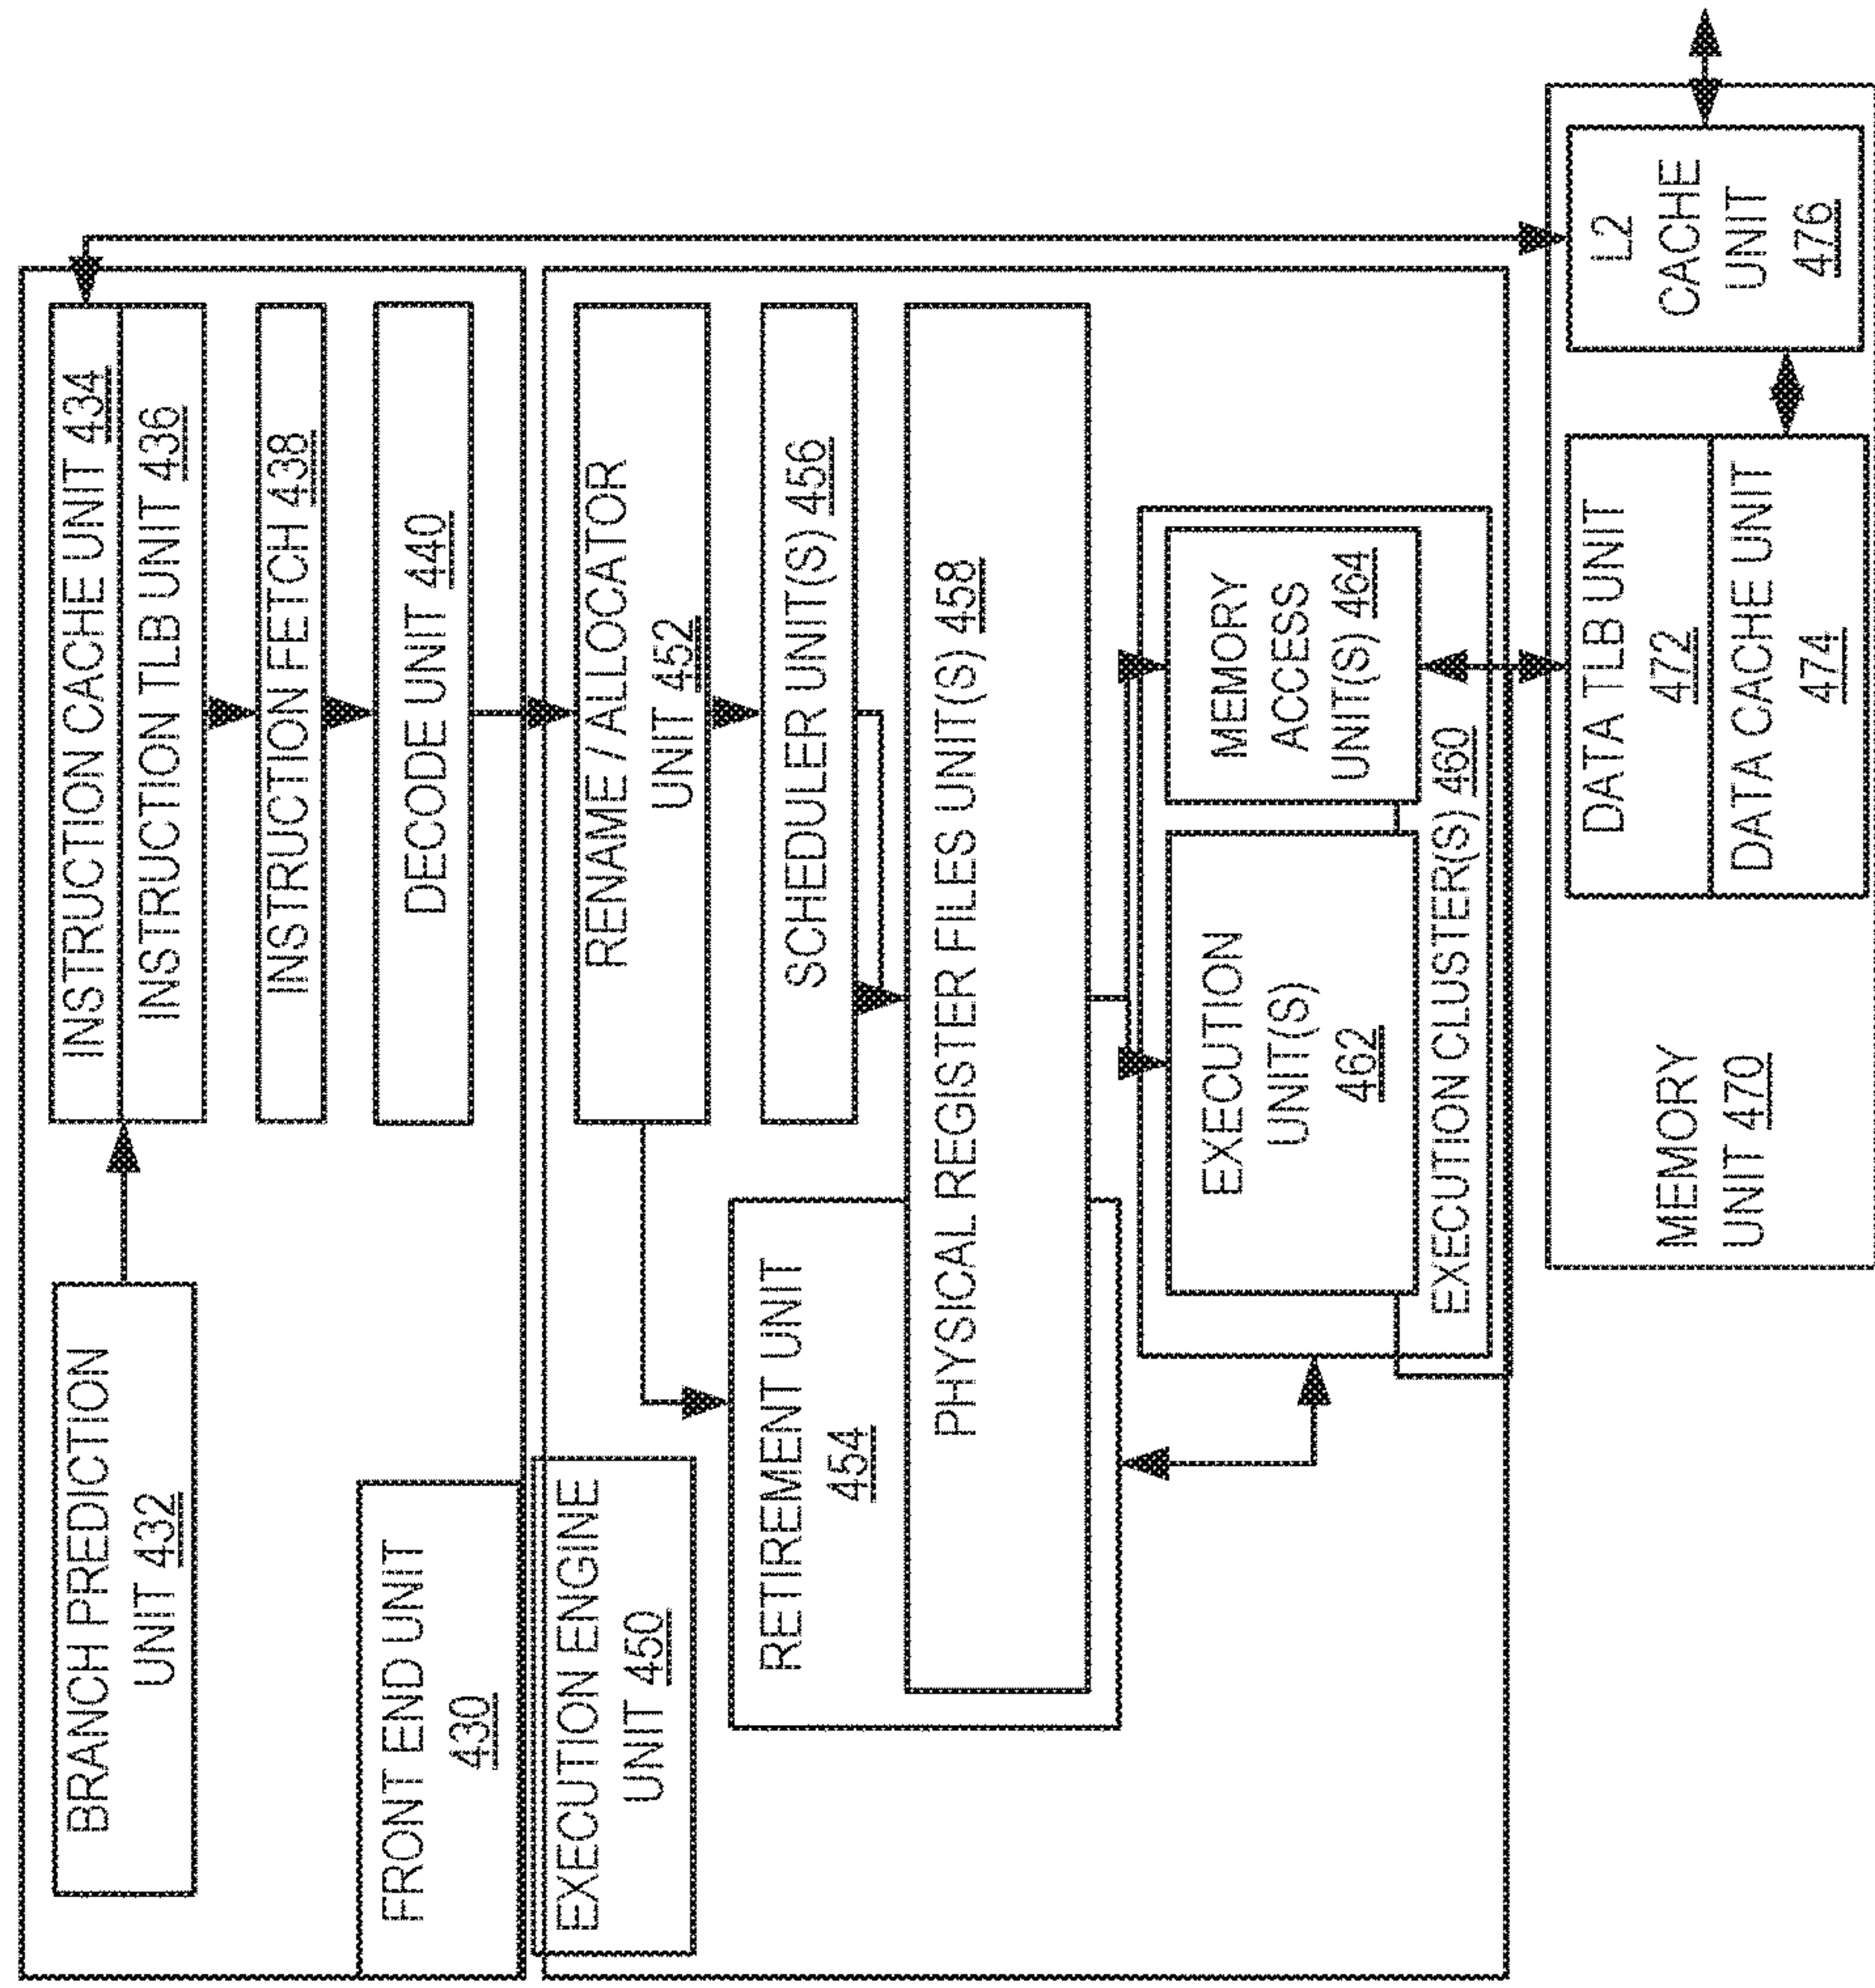 BRANCH PREDICTION
UNIT 432
INSTRUCTION CACHE UNIT 434
INSTRUCTION TLB UNIT 436
INSTRUCTION FETCH 438
DECODE UNIT 440
FRONT END UNIT
430
EXECUTION ENGINE
UNIT 450
RENAME / ALLOCATOR
UNIT 452
RETIREMENT UNIT
454
SCHEDULER UNIT(S) 456
PHYSICAL REGISTER FILES UNIT(S) 458
EXECUTION
UNIT(S)
462
MEMORY
ACCESS
UNIT(S) 464
EXECUTION CLUSTER(S) 460
MEMORY
UNIT 470
DATA TLB UNIT
472
DATA CACHE UNIT
474
L2
CACHE
UNIT
476